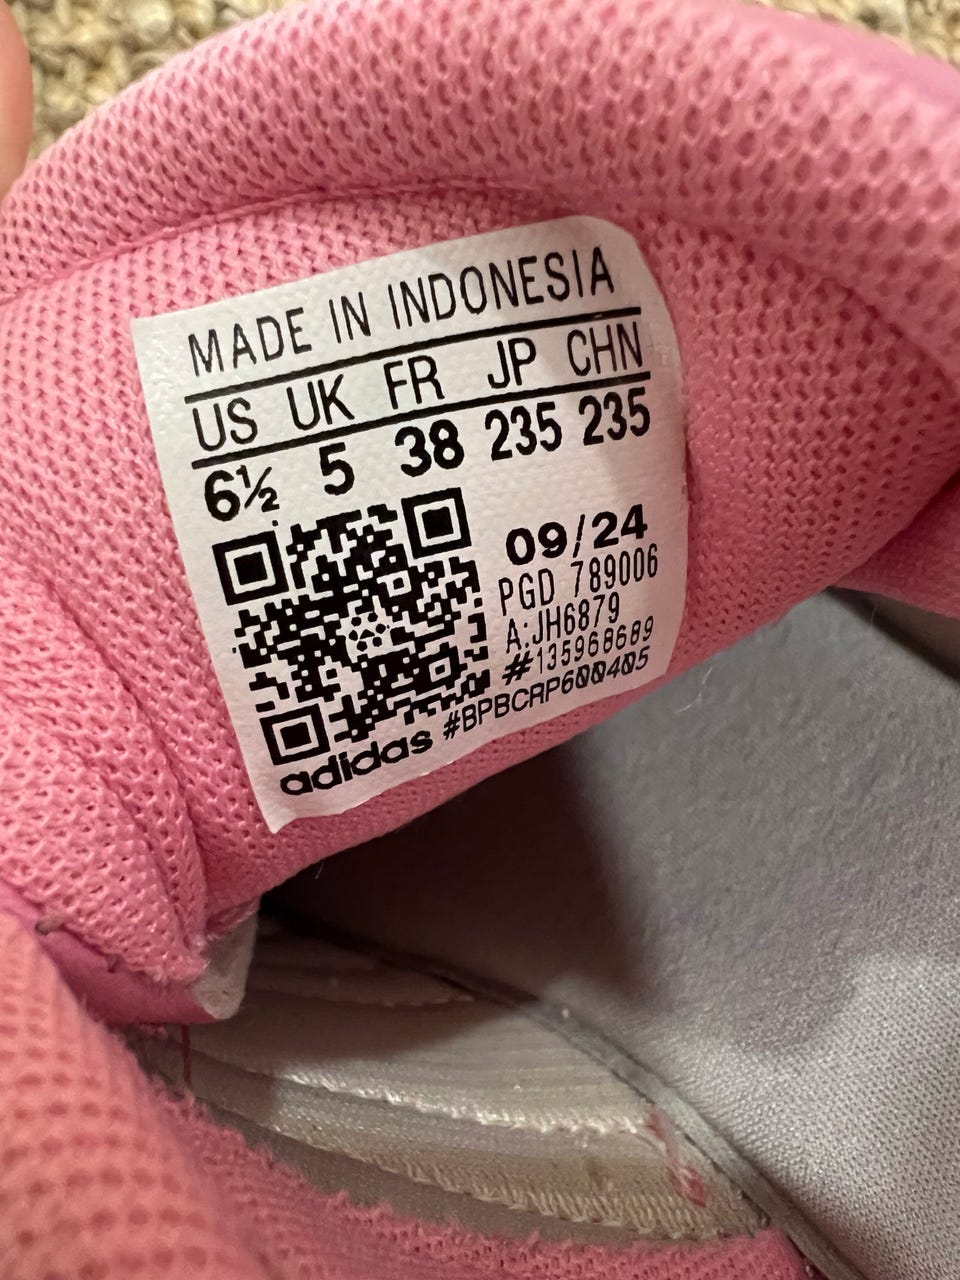 MADE IN INDONESIA
US UK FR JP CHN
6½ 5 38 235 235
09/24
PGD 789006
A:JH6879
#135968689
#BPBCRP600405
adidas